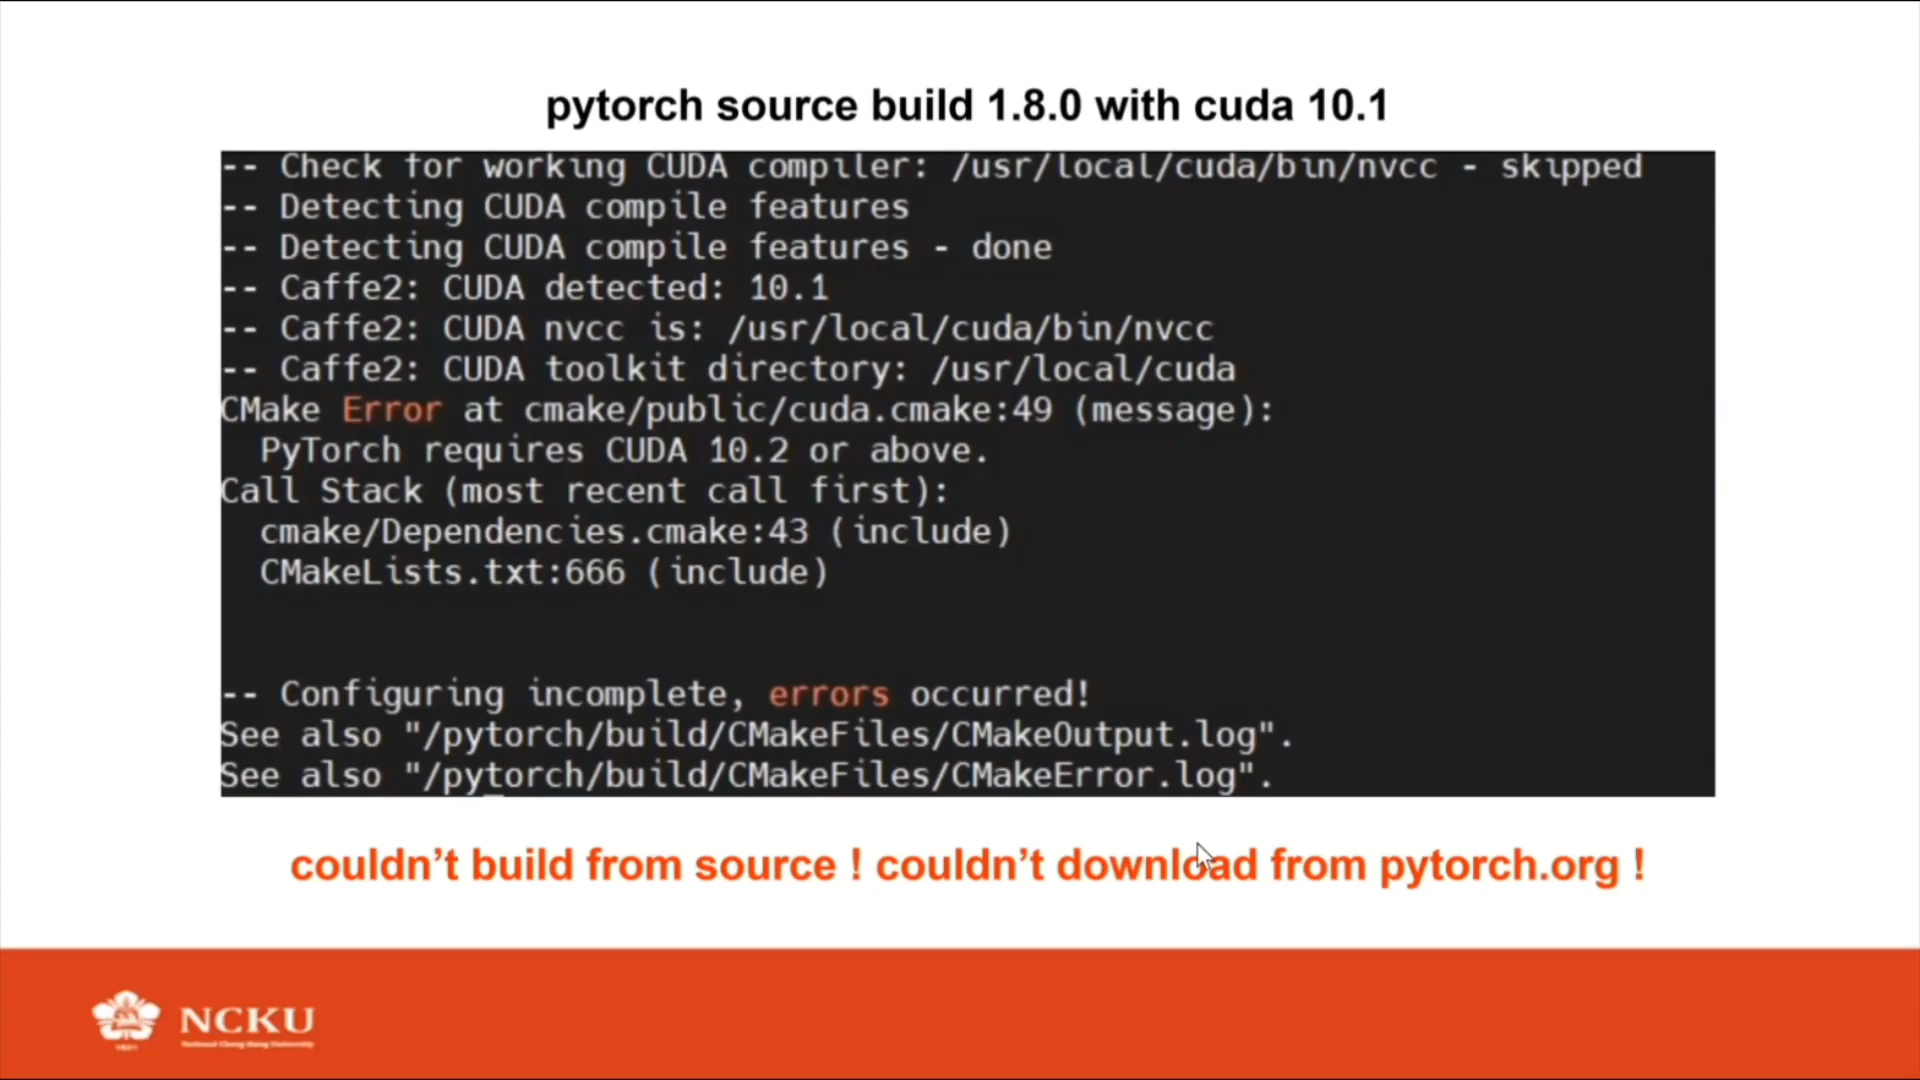 pytorch source build 1.8.0 with cuda 10.1
-- Check for working CUDA compiler: /usr/local/cuda/bin/nvcc - skipped
-- Detecting CUDA compile features
-- Detecting CUDA compile features - done
-- Caffe2: CUDA detected: 10.1
-- Caffe2: CUDA nvcc is: /usr/local/cuda/bin/nvcc
-- Caffe2: CUDA toolkit directory: /usr/local/cuda
CMake Error at cmake/public/cuda.cmake:49 (message):
PyTorch requires CUDA 10.2 or above.
Call Stack (most recent call first):
cmake/Dependencies.cmake:43 (include)
CMakeLists.txt:666 (include)
-- Configuring incomplete, errors occurred!
See also "/pytorch/build/CMakeFiles/CMakeOutput.log".
See also "/pytorch/build/CMakeFiles/CMakeError.log".
couldn’t build from source ! couldn’t download from pytorch.org !
NCKU
National Cheng Kung University